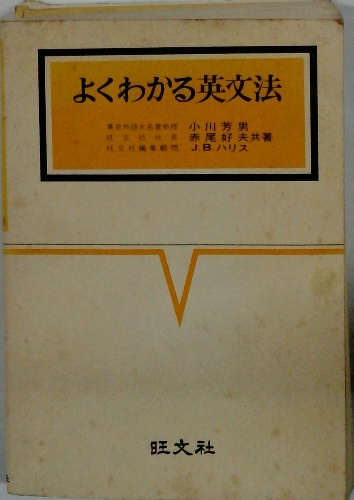 よくわかる英文法
東京外語大名誉教授 小川芳男
旺文社社長 赤尾好夫共著
旺文社編集顧問 J.B.ハリス
旺文社